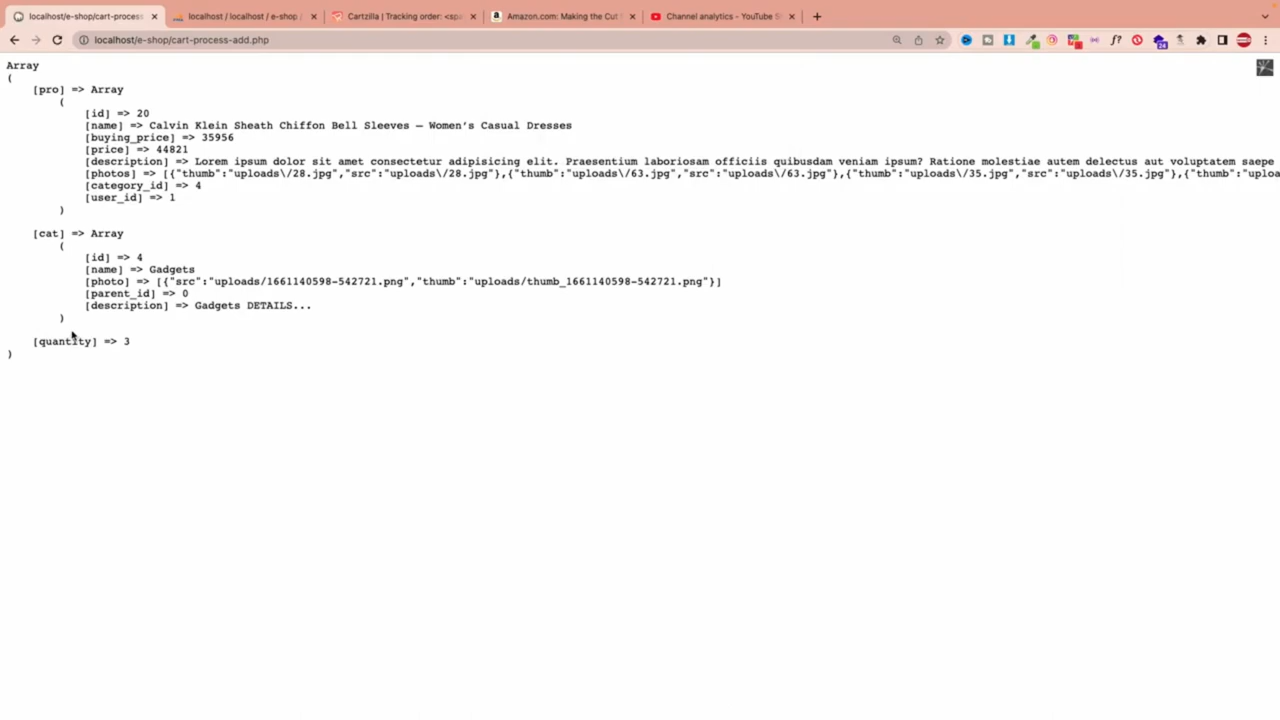 localhost/e-shop/cart-process
localhost / localhost / e-shop
Cartzilla | Tracking order: <spa
Amazon.com: Making the Cut
Channel analytics - YouTube S
localhost/e-shop/cart-process-add.php
f?
Array
(
[pro] => Array
(
[id] => 20
[name] => Calvin Klein Sheath Chiffon Bell Sleeves – Women's Casual Dresses
[buying_price] => 35956
[price] => 44821
[description] => Lorem ipsum dolor sit amet consectetur adipisicing elit. Praesentium laboriosam officiis quibusdam veniam ipsum? Ratione molestiae autem delectus aut voluptatem saepe
[photos] => [{"thumb":"uploads\/28.jpg","src":"uploads\/28.jpg"},{"thumb":"uploads\/63.jpg","src":"uploads\/63.jpg"},{"thumb":"uploads\/35.jpg","src":"uploads\/35.jpg"},{"thumb":"uploa
[category_id] => 4
[user_id] => 1
)
[cat] => Array
(
[id] => 4
[name] => Gadgets
[photo] => [{"src":"uploads/1661140598-542721.png","thumb":"uploads/thumb_1661140598-542721.png"}]
[parent_id] => 0
[description] => Gadgets DETAILS...
)
[quantity] => 3
)